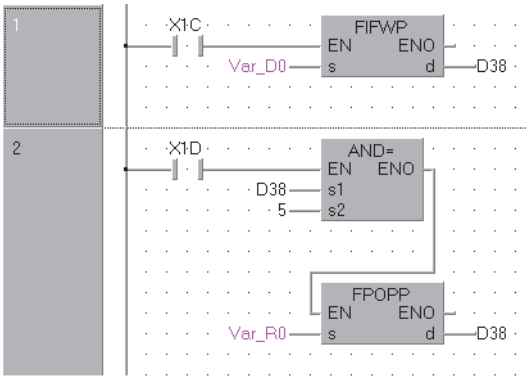 1
X1C
FIFWP
EN ENO
Var_D0 s d D38
2
X1D
AND=
EN ENO
D38 s1
5 s2
FPOPP
EN ENO
Var_R0 s d D38